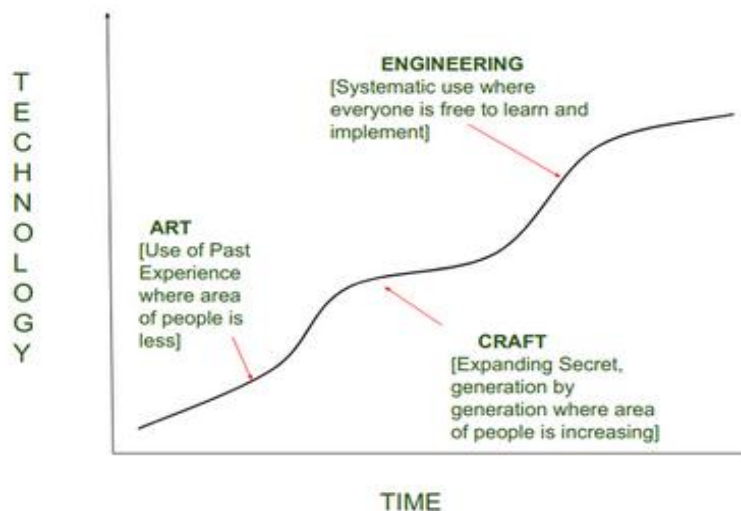 T
E
C
H
N
O
L
O
G
Y
ENGINEERING
[Systematic use where
everyone is free to learn and
implement]
ART
[Use of Past
Experience
where area
of people is
less]
CRAFT
[Expanding Secret,
generation by
generation where area
of people is increasing]
TIME